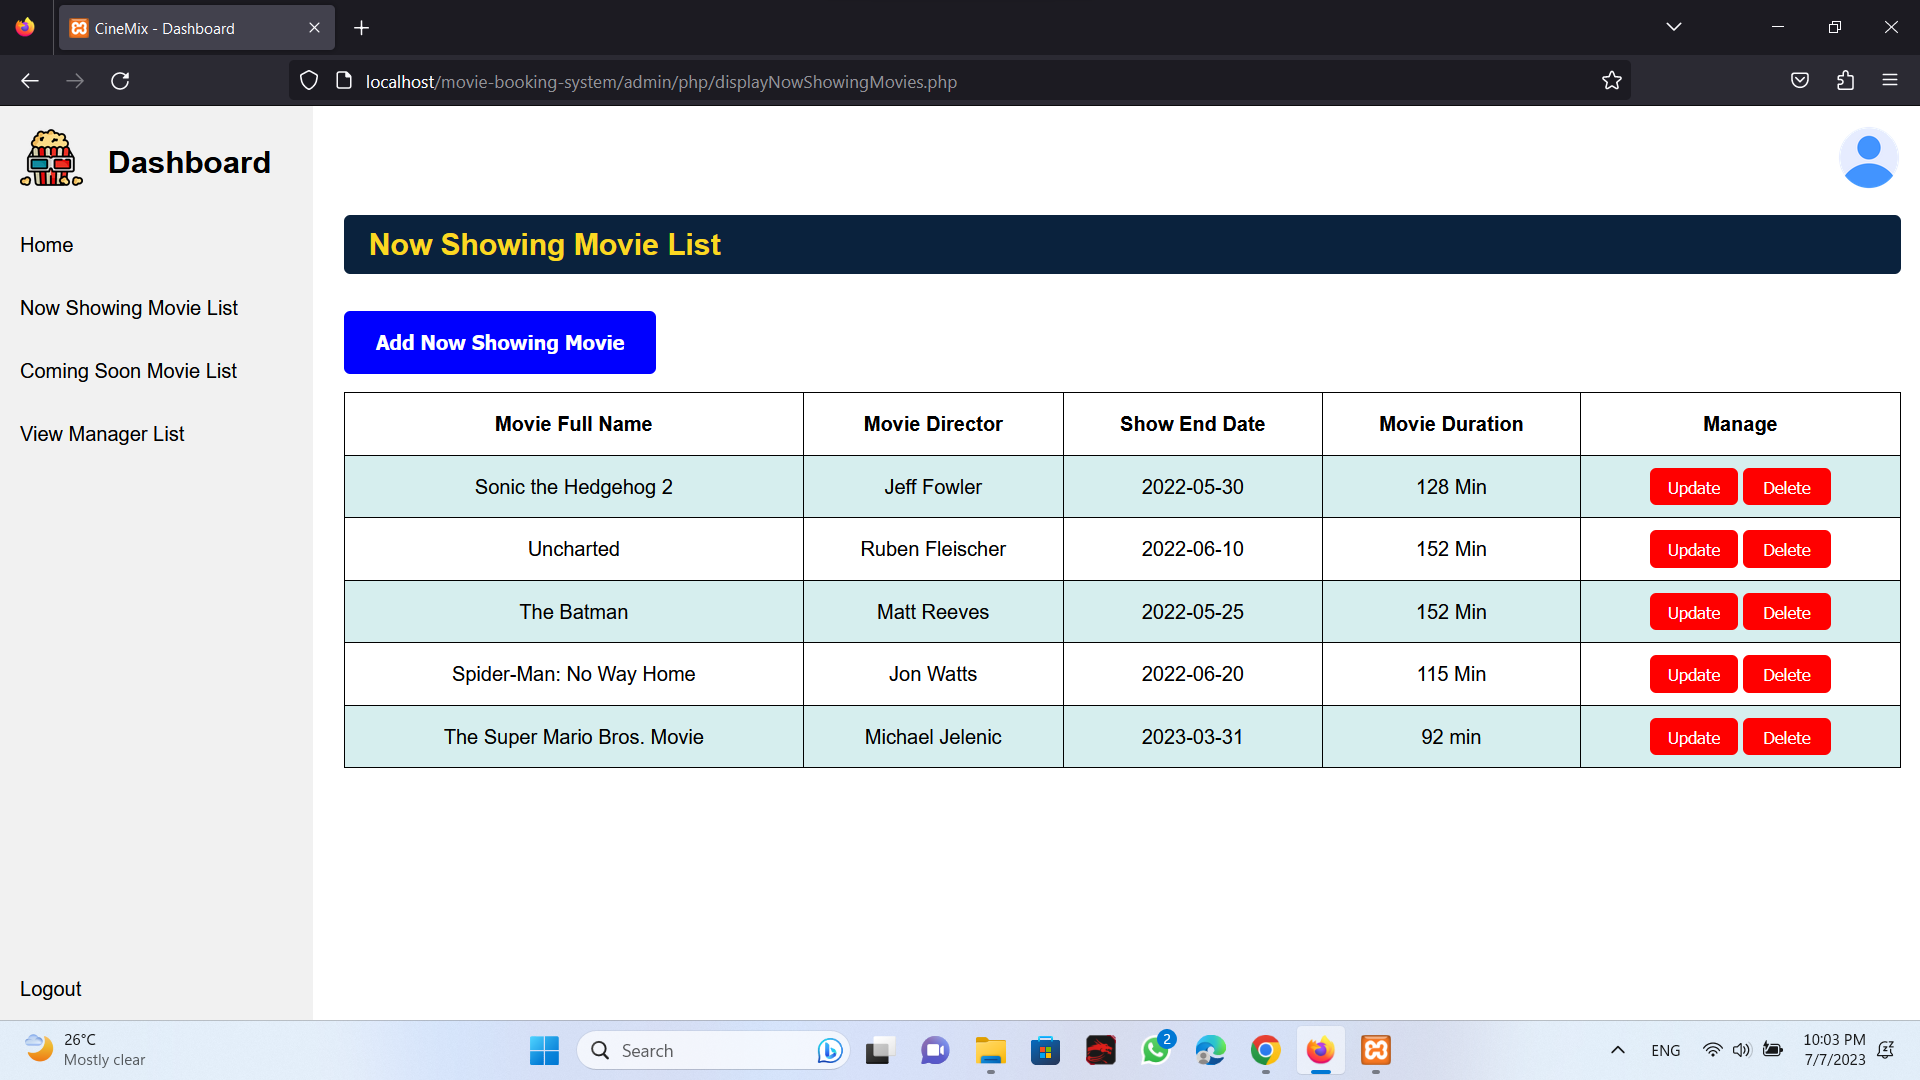 CineMix - Dashboard
localhost/movie-booking-system/admin/php/displayNowShowingMovies.php
Dashboard
Home
Now Showing Movie List
Coming Soon Movie List
View Manager List
Logout
Now Showing Movie List
Add Now Showing Movie
Movie Full Name Movie Director Show End Date Movie Duration Manage
Sonic the Hedgehog 2 Jeff Fowler 2022-05-30 128 Min Update Delete
Uncharted Ruben Fleischer 2022-06-10 152 Min Update Delete
The Batman Matt Reeves 2022-05-25 152 Min Update Delete
Spider-Man: No Way Home Jon Watts 2022-06-20 115 Min Update Delete
The Super Mario Bros. Movie Michael Jelenic 2023-03-31 92 min Update Delete
26°C
Mostly clear
Search
2
ENG
10:03 PM
7/7/2023